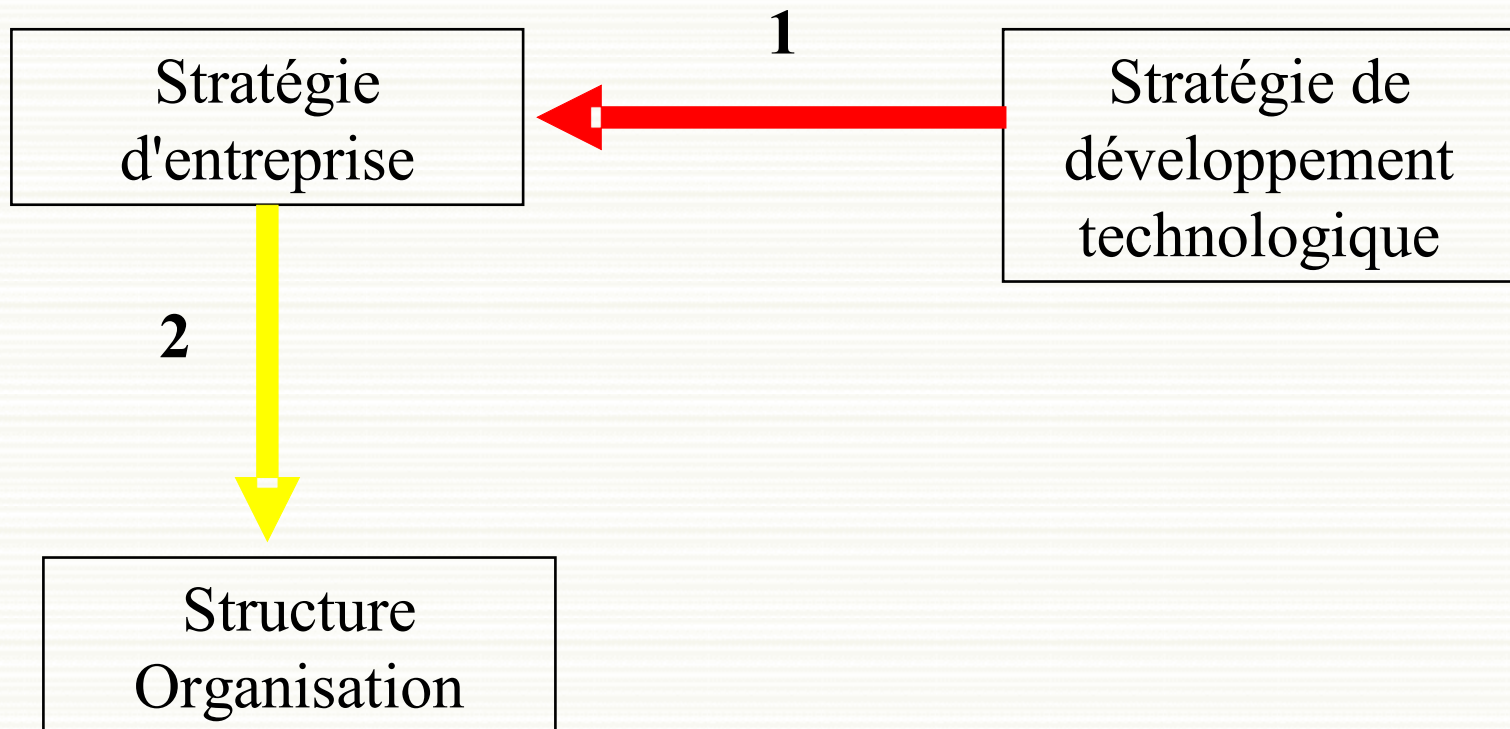 1
Stratégie
d'entreprise
Stratégie de
développement
technologique
2
Structure
Organisation